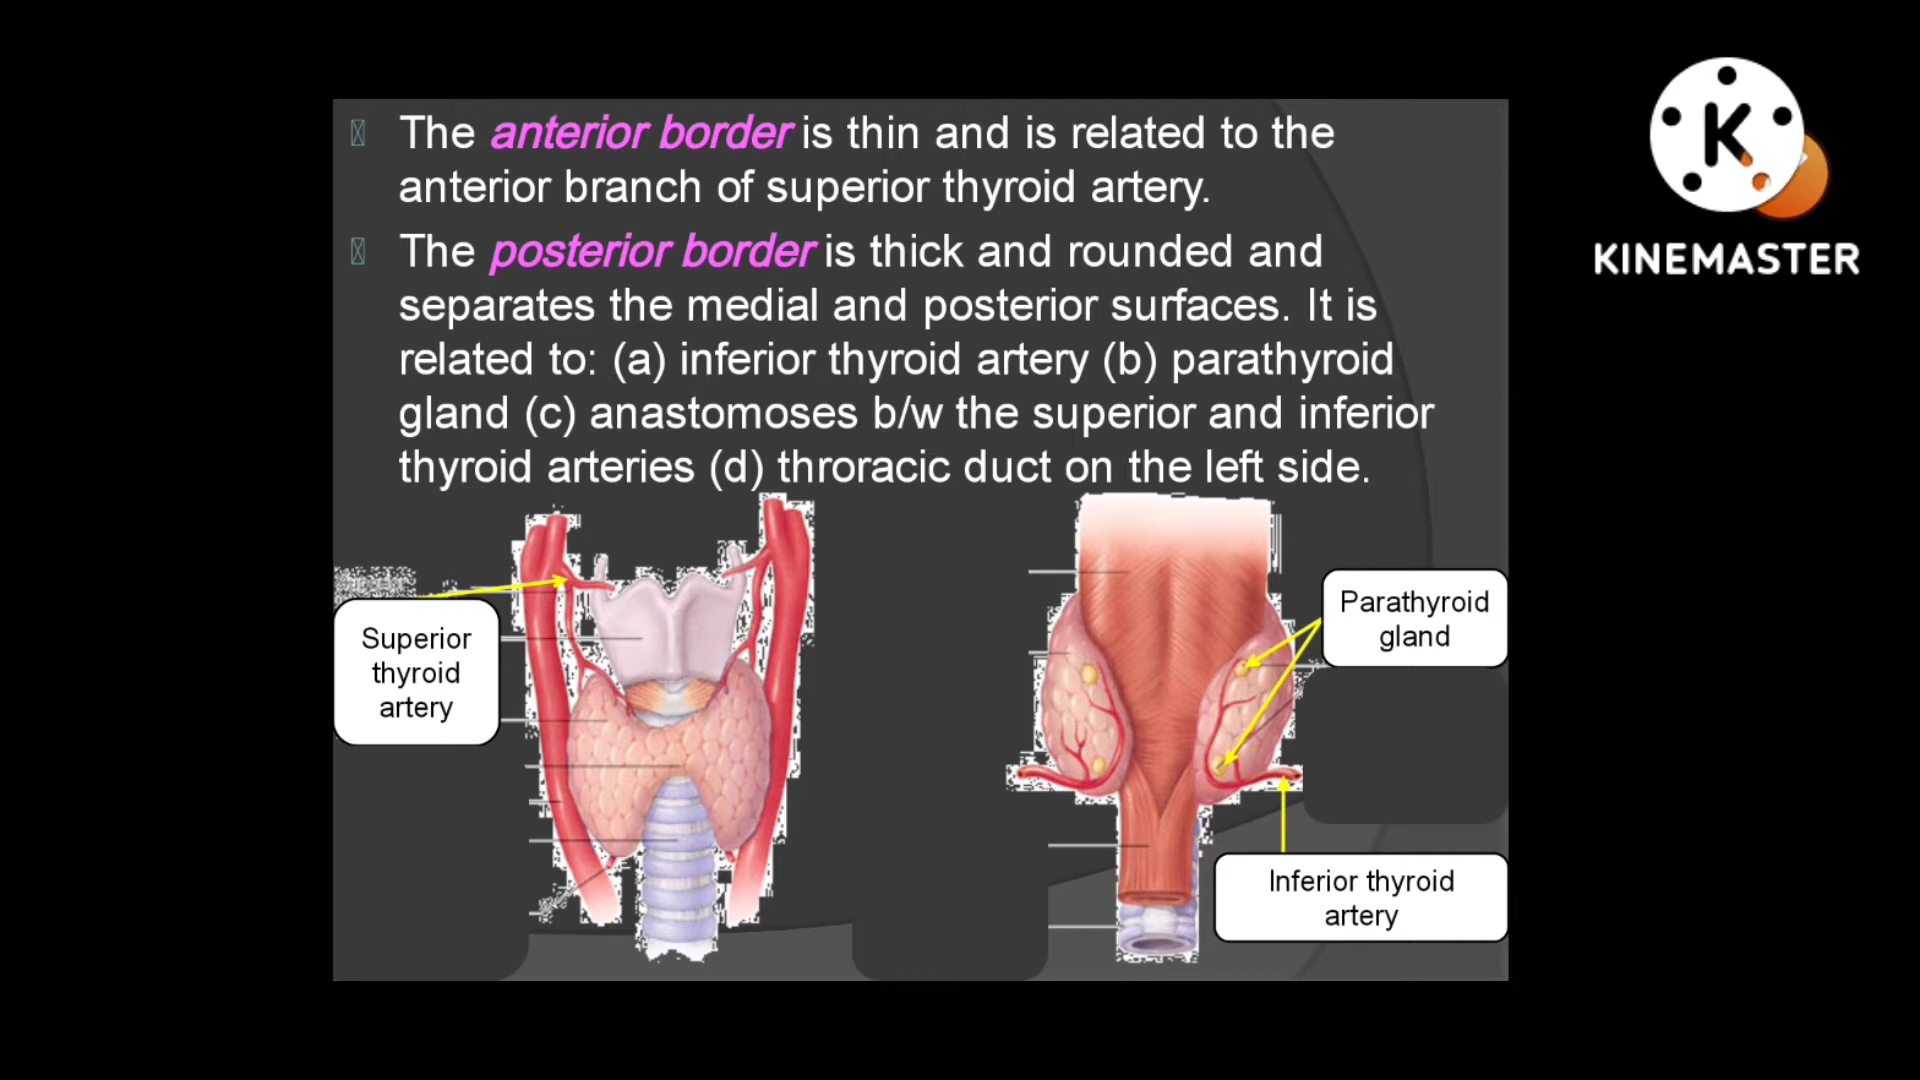 The anterior border is thin and is related to the
anterior branch of superior thyroid artery.
The posterior border is thick and rounded and
separates the medial and posterior surfaces. It is
related to: (a) inferior thyroid artery (b) parathyroid
gland (c) anastomoses b/w the superior and inferior
thyroid arteries (d) throracic duct on the left side.
Superior
thyroid
artery
Parathyroid
gland
Inferior thyroid
artery
K
KINEMASTER